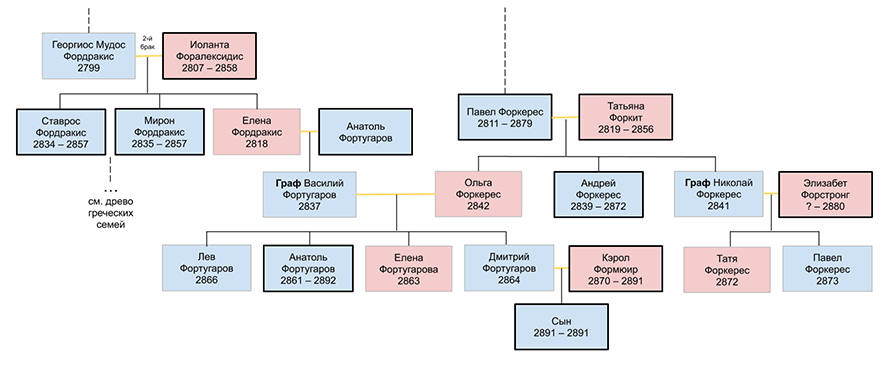 Георгиос Мудос
Фордракис
2799
2-й
брак
Иоланта
Форалексидис
2807 – 2858
Ставрос
Фордракис
2834 – 2857
Мирон
Фордракис
2835 – 2857
Елена
Фордракис
2818
Анатоль
Фортугаров
Павел Форкерес
2811 – 2879
Татьяна
Форкит
2819 – 2856
...
см. древо
греческих
семей
Граф Василий
Фортугаров
2837
Ольга
Форкерес
2842
Андрей
Форкерес
2839 – 2872
Граф Николай
Форкерес
2841
Элизабет
Форстронг
? – 2880
Лев
Фортугаров
2866
Анатоль
Фортугаров
2861 – 2892
Елена
Фортугарова
2863
Дмитрий
Фортугаров
2864
Кэрол
Формюир
2870 – 2891
Татя
Форкерес
2872
Павел
Форкерес
2873
Сын
2891 – 2891